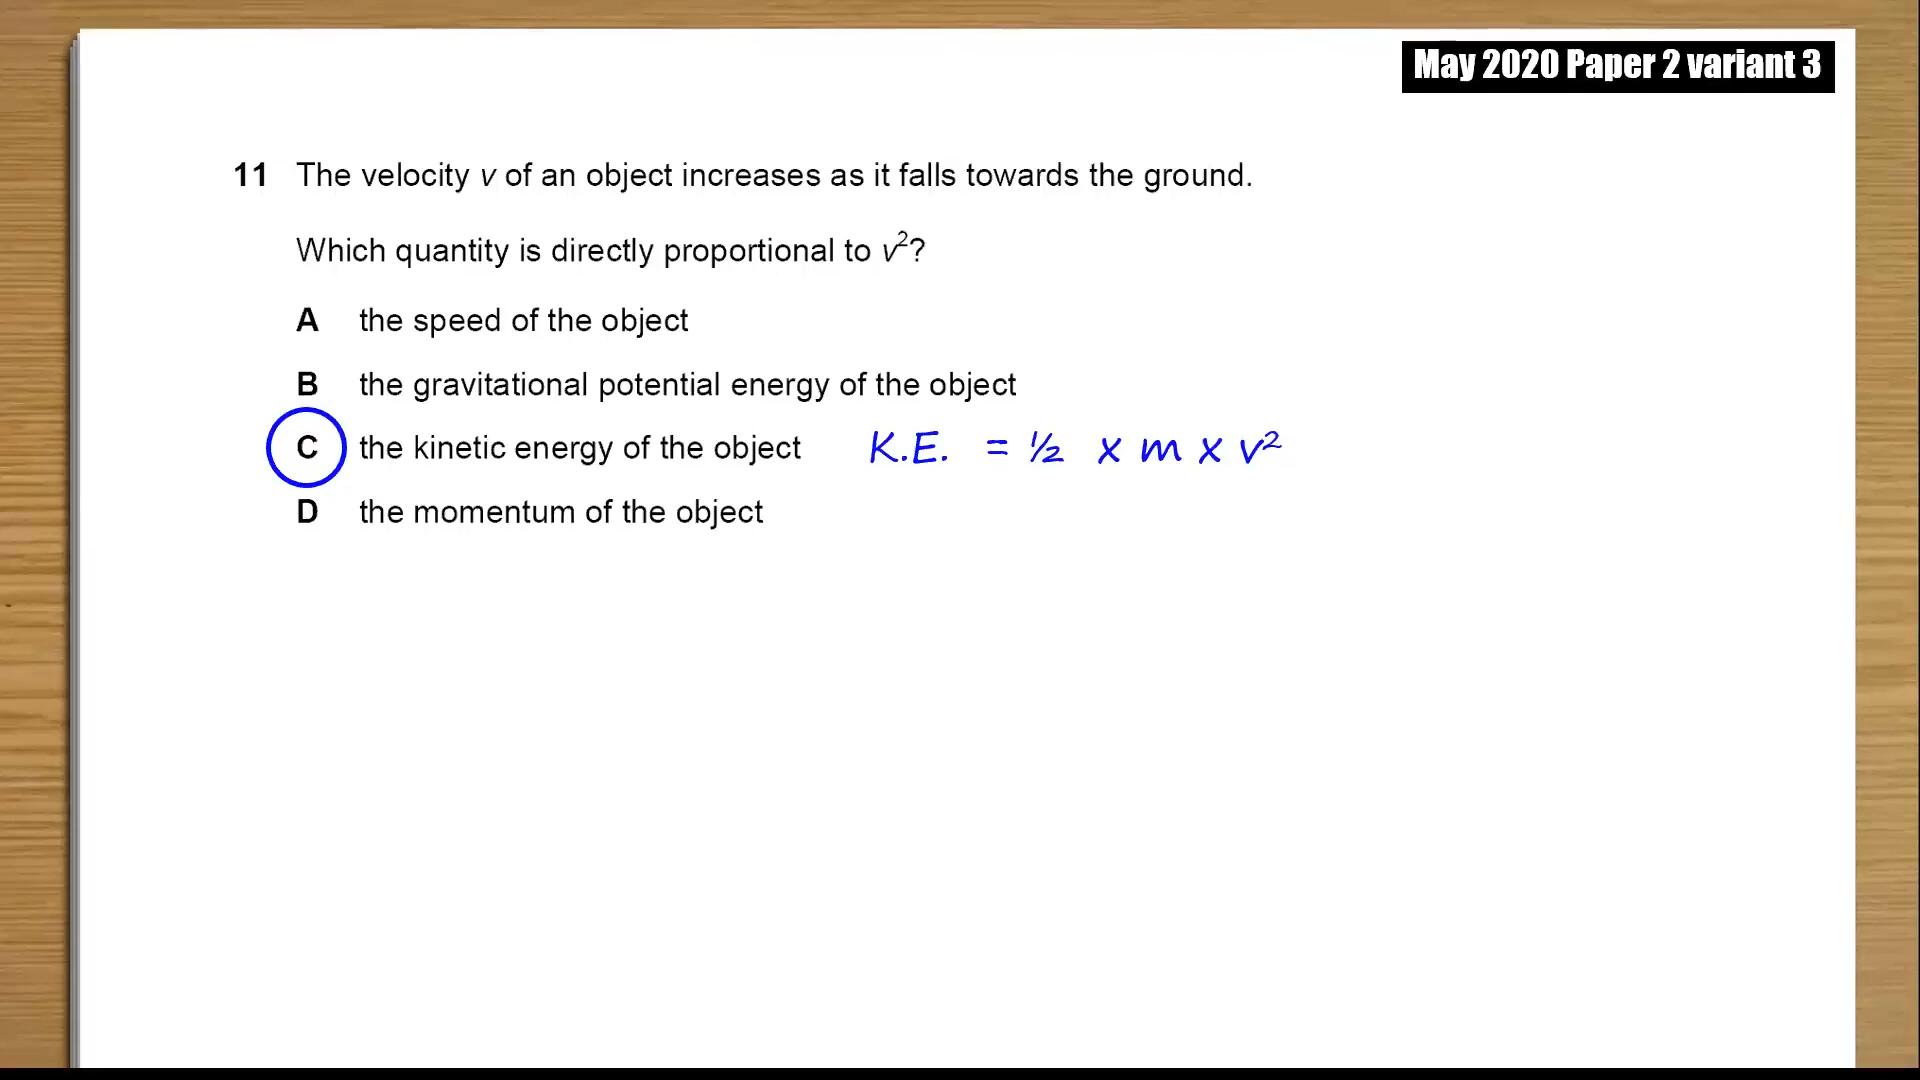 May 2020 Paper 2 variant 3
11 The velocity v of an object increases as it falls towards the ground.
Which quantity is directly proportional to v²?
A the speed of the object
B the gravitational potential energy of the object
C the kinetic energy of the object K.E. = ½ x m x v²
D the momentum of the object